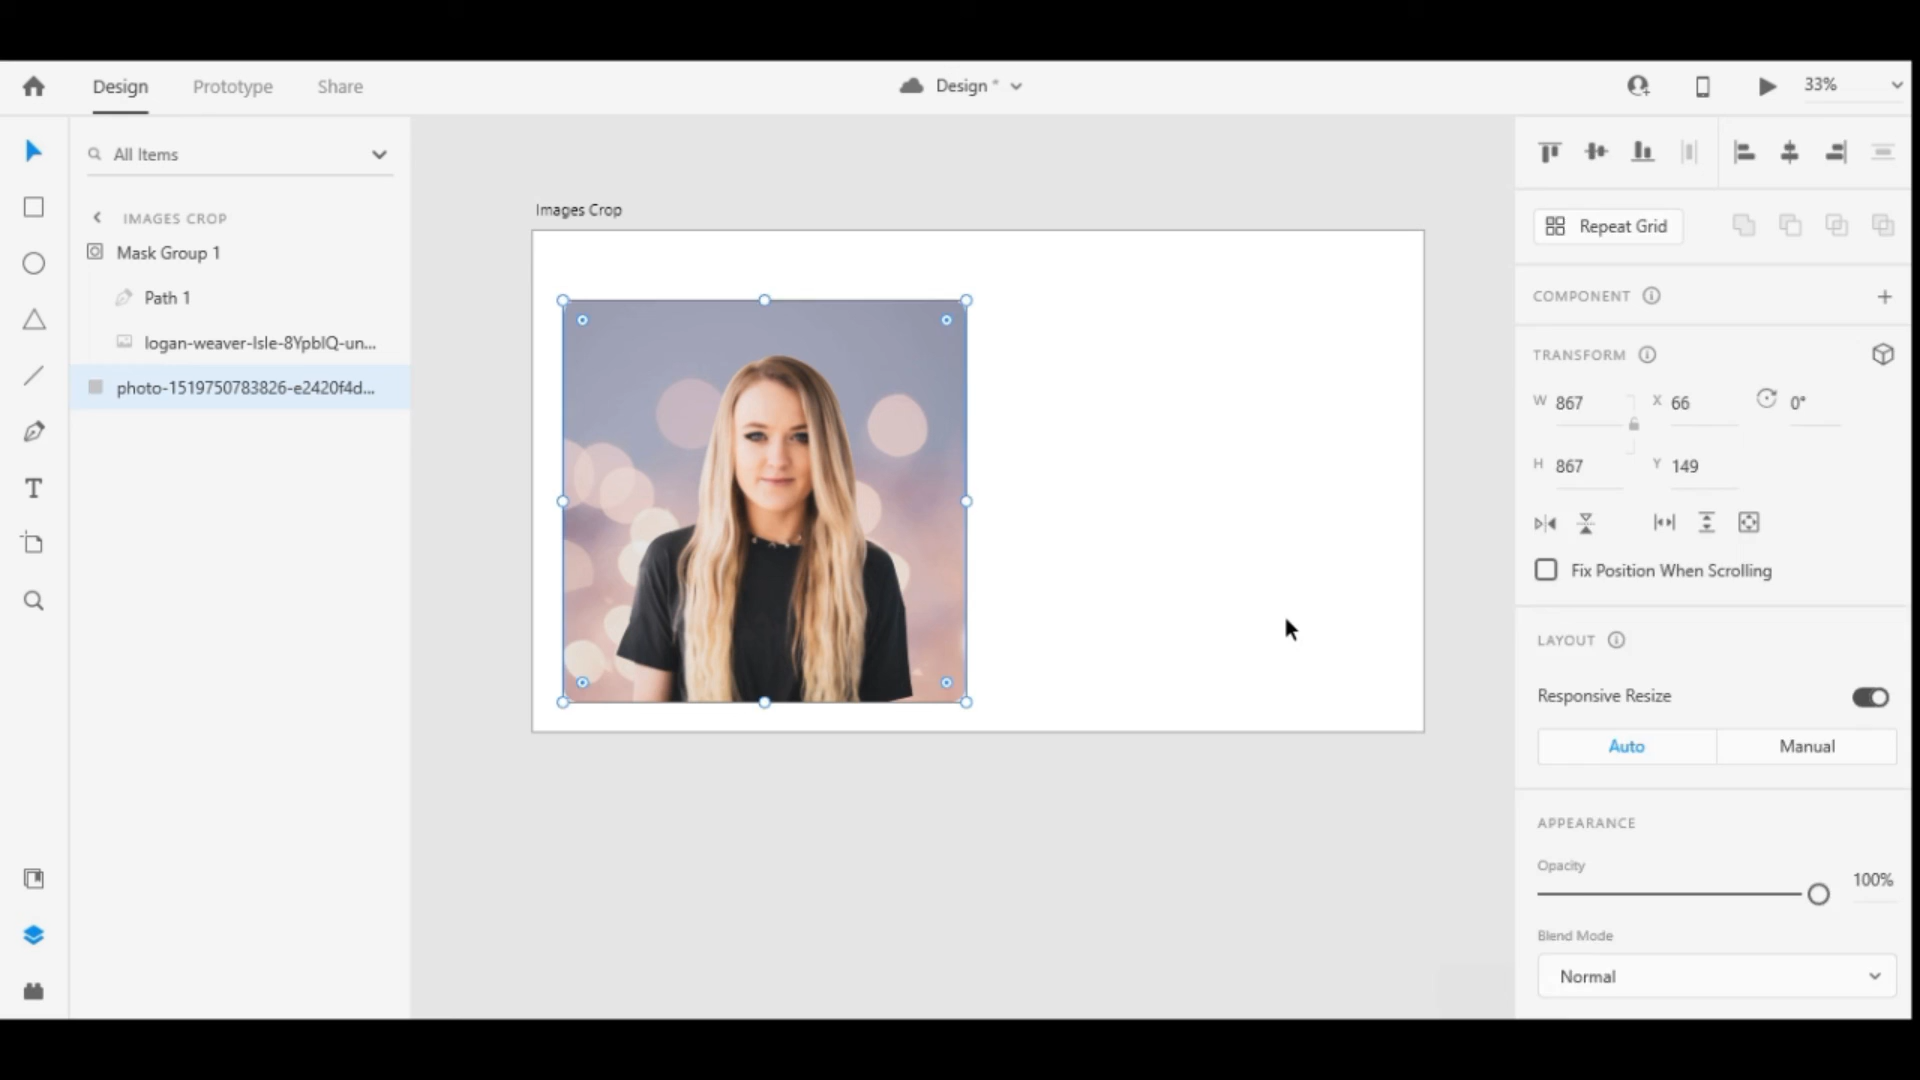 Design Prototype Share Design * 33%
All Items
IMAGES CROP
Mask Group 1
Path 1
logan-weaver-Isle-8YpblQ-un...
photo-1519750783826-e2420f4d...
Images Crop
Repeat Grid
COMPONENT
TRANSFORM
W 867 X 66 0°
H 867 Y 149
Fix Position When Scrolling
LAYOUT
Responsive Resize
Auto Manual
APPEARANCE
Opacity
100%
Blend Mode
Normal